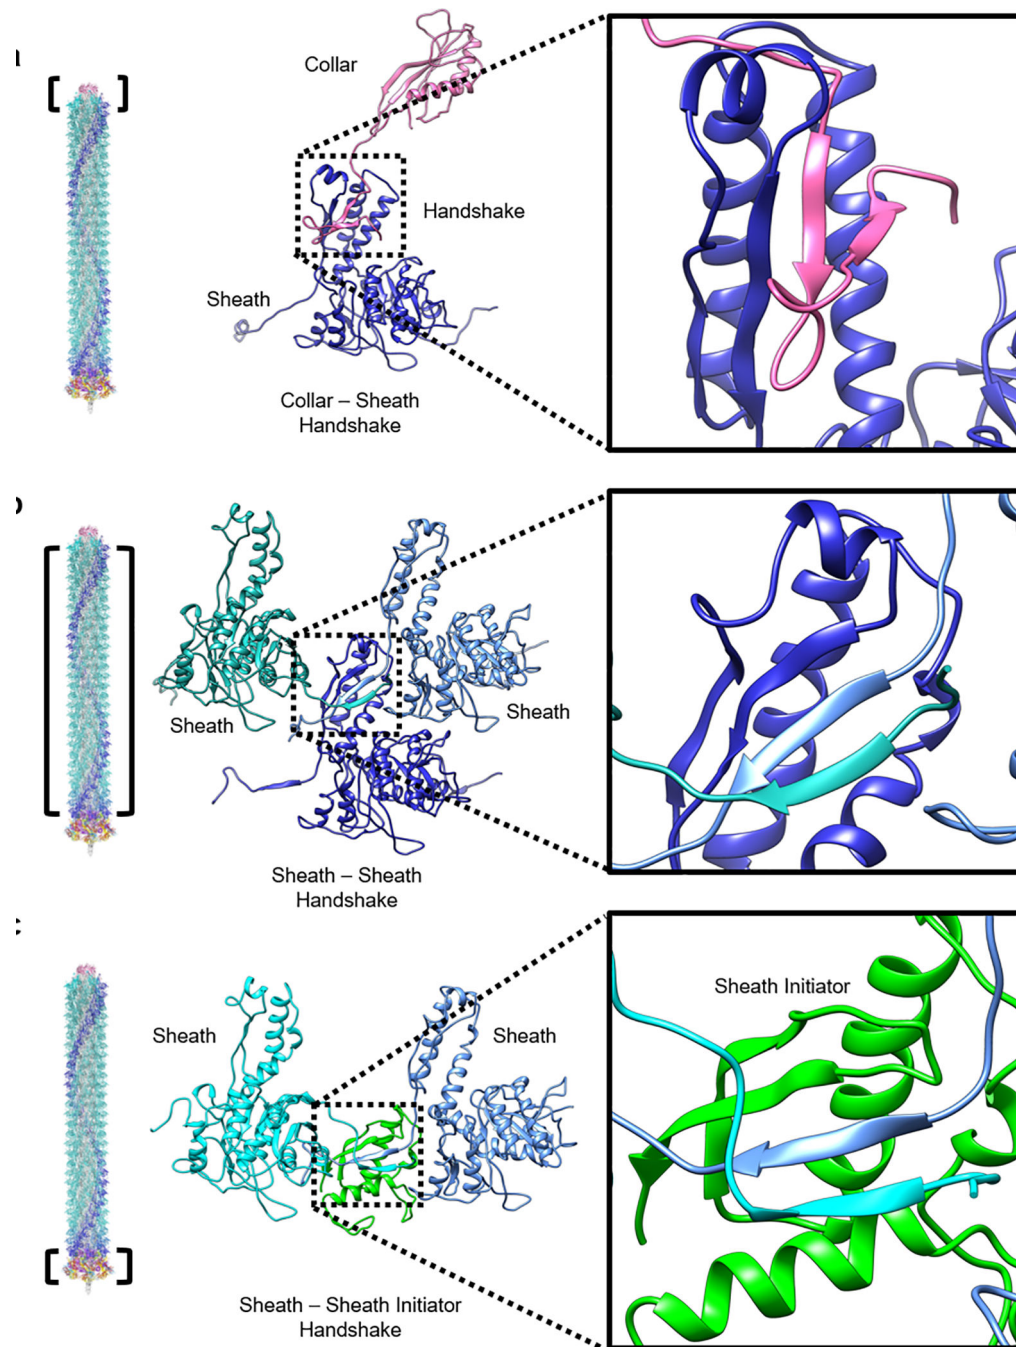 a
Collar
Handshake
Sheath
Collar – Sheath
Handshake
b
Sheath
Sheath
Sheath – Sheath
Handshake
c
Sheath
Sheath
Sheath Initiator
Sheath – Sheath Initiator
Handshake